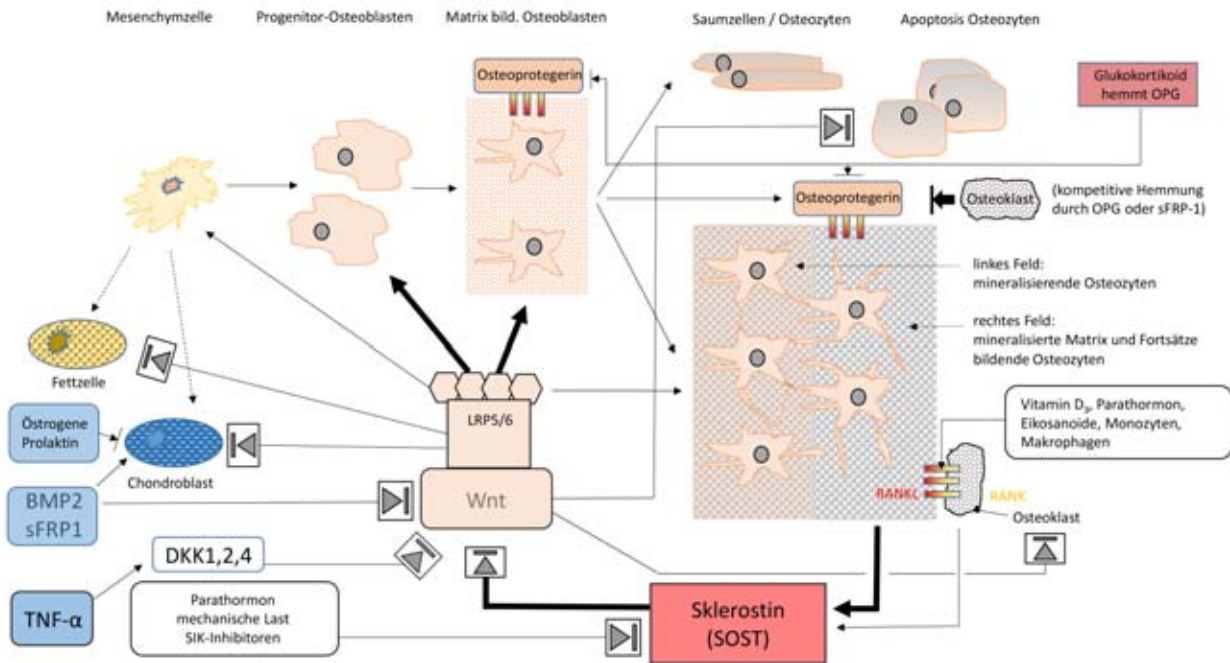 Mesenchymzelle
Progenitor-Osteoblasten
Matrix bild. Osteoblasten
Saumzellen / Osteozyten
Apoptosis Osteozyten
Osteoprotegerin
Glukokortikoid
hemmt OPG
Osteoprotegerin
Osteoklast
(kompetitive Hemmung
durch OPG oder sFRP-1)
linkes Feld:
mineralisierende Osteozyten
rechtes Feld:
mineralisierte Matrix und Fortsätze
bildende Osteozyten
Fettzelle
LRP5/6
Östrogene
Prolaktin
Chondroblast
Vitamin D₃, Parathormon,
Eikosanoide, Monozyten,
Makrophagen
BMP2
sFRP1
Wnt
RANKL
RANK
Osteoklast
DKK1,2,4
TNF-α
Parathormon
mechanische Last
SIK-Inhibitoren
Sklerostin
(SOST)